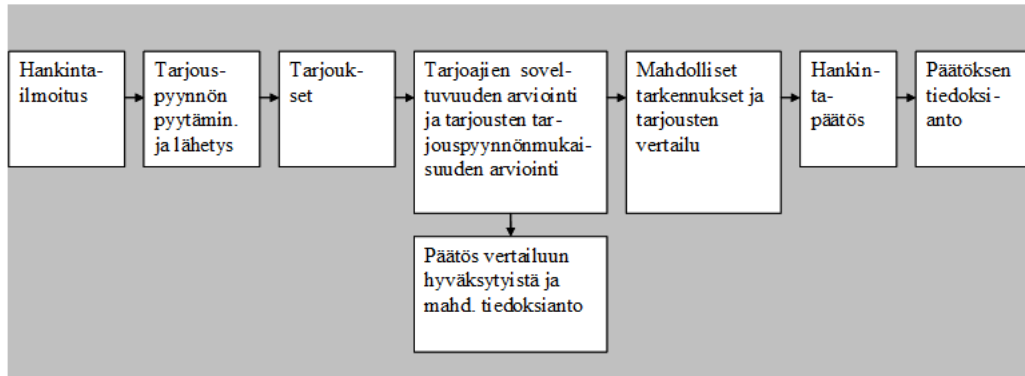 Hankinta-
ilmoitus
Tarjous-
pyynnön
pyytämin.
ja lähetys
Tarjouk-
set
Tarjoajien sovel-
tuvuuden arviointi
ja tarjousten tar-
jouspyynnönmukai-
suuden arviointi
Mahdolliset
tarkennukset ja
tarjousten
vertailu
Hankin-
ta-
päätös
Päätöksen
tiedoksi-
anto
Päätös vertailuun
hyväksytyistä ja
mahd. tiedoksianto